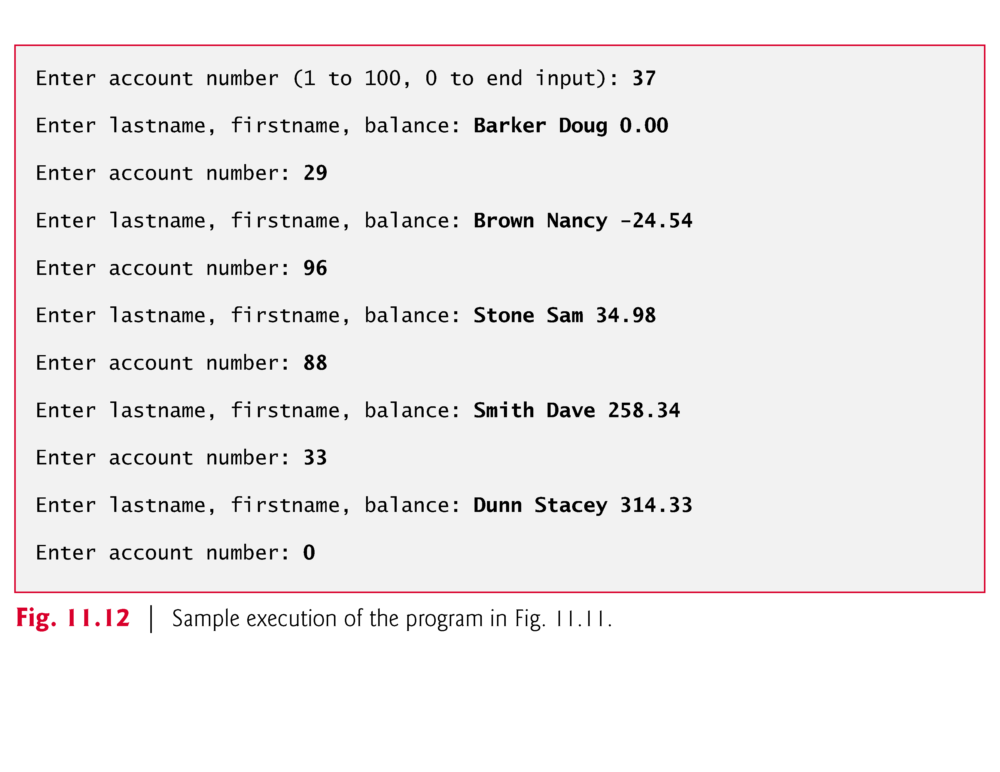 Enter account number (1 to 100, 0 to end input): 37
Enter lastname, firstname, balance: Barker Doug 0.00
Enter account number: 29
Enter lastname, firstname, balance: Brown Nancy –24.54
Enter account number: 96
Enter lastname, firstname, balance: Stone Sam 34.98
Enter account number: 88
Enter lastname, firstname, balance: Smith Dave 258.34
Enter account number: 33
Enter lastname, firstname, balance: Dunn Stacey 314.33
Enter account number: 0
Fig. 11.12 | Sample execution of the program in Fig. 11.11.